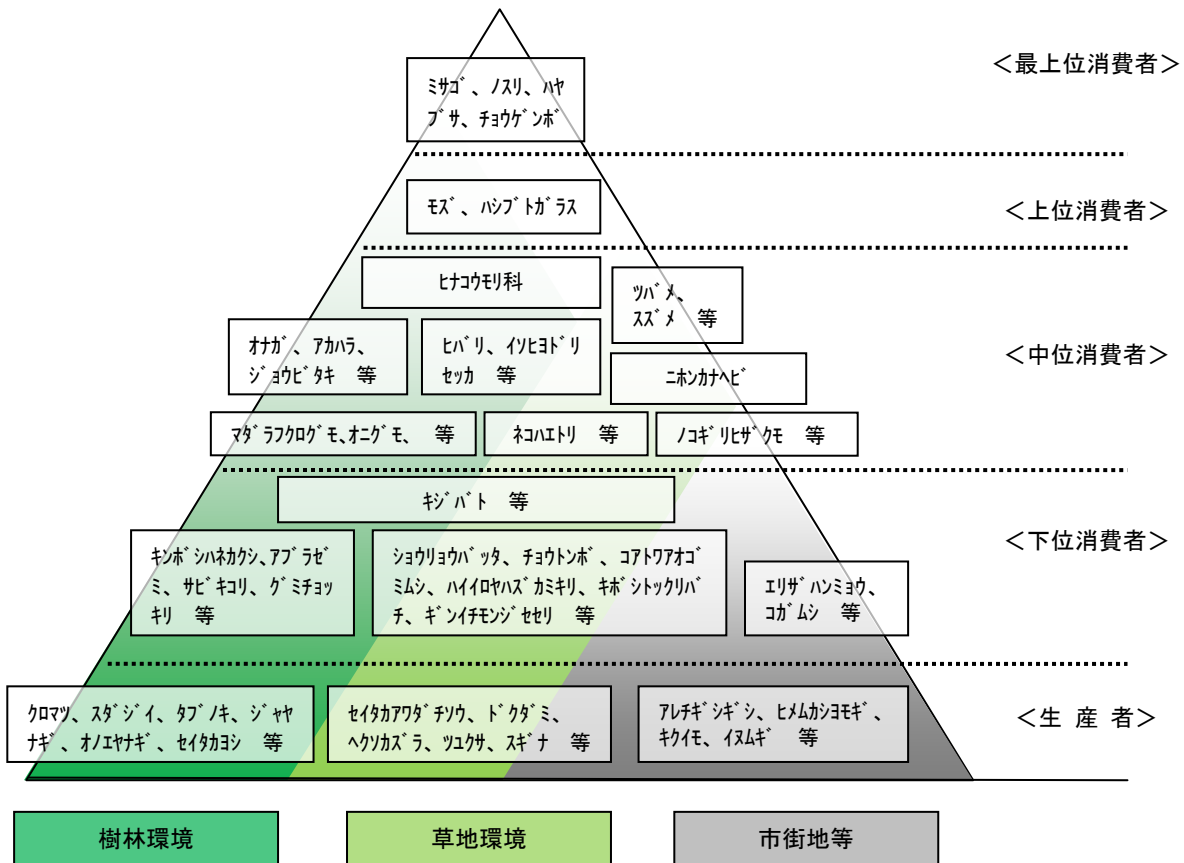 <最上位消費者>
ﾐｻｺﾞ、ﾉｽﾘ、ﾊﾔ
ﾌﾞｻ、ﾁｮｳｹﾞﾝﾎﾞ
<上位消費者>
ﾓｽﾞ、ﾊｼﾌﾞﾄｶﾞﾗｽ
ﾋﾅｺｳﾓﾘ科
ﾂﾊﾞﾒ、
ｽｽﾞﾒ 等
<中位消費者>
ｵﾅｶﾞ、ｱｶﾊﾗ、
ｼﾞｮｳﾋﾞﾀｷ 等
ﾋﾊﾞﾘ、ｲｿﾋﾖﾄﾞﾘ
ｾｯｶ 等
ﾆﾎﾝｶﾅﾍﾋﾞ
ﾏﾀﾞﾗﾌｸﾛｸﾞﾓ､ｵﾆｸﾞﾓ、 等
ﾈｺﾊｴﾄﾘ 等
ﾉｺｷﾞﾘﾋｻﾞｸﾓ 等
ｷｼﾞﾊﾞﾄ 等
<下位消費者>
ｷﾝﾎﾞｼﾊﾈｶｸｼ､ｱﾌﾞﾗｾﾞ
ﾐ、ｻﾋﾞｷｺﾘ、ｸﾞﾐﾁｮｯ
ｷﾘ 等
ｼｮｳﾘｮｳﾊﾞｯﾀ、ﾁｮｳﾄﾝﾎﾞ、ｺｱﾄﾜｱｵｺﾞ
ﾐﾑｼ、ﾊｲｲﾛﾔﾊｽﾞｶﾐｷﾘ、ｷﾎﾞｼﾄｯｸﾘﾊﾞ
ﾁ、ｷﾞﾝｲﾁﾓﾝｼﾞｾｾﾘ 等
ｴﾘｻﾞﾊﾝﾐｮｳ、
ｺｶﾞﾑｼ 等
ｸﾛﾏﾂ、ｽﾀﾞｼﾞｲ、ﾀﾌﾞﾉｷ、ｼﾞｬﾔ
ﾅｷﾞ、ｵﾉｴﾔﾅｷﾞ、ｾｲﾀｶﾖｼ 等
ｾｲﾀｶｱﾜﾀﾞﾁｿｳ、ﾄﾞｸﾀﾞﾐ、
ﾍｸｿｶｽﾞﾗ、ﾂﾕｸｻ、ｽｷﾞﾅ 等
ｱﾚﾁｷﾞｼｷﾞｼ、ﾋﾒﾑｶｼﾖﾓｷﾞ、
ｷｸｲﾓ、ｲﾇﾑｷﾞ 等
<生 産 者>
樹林環境
草地環境
市街地等